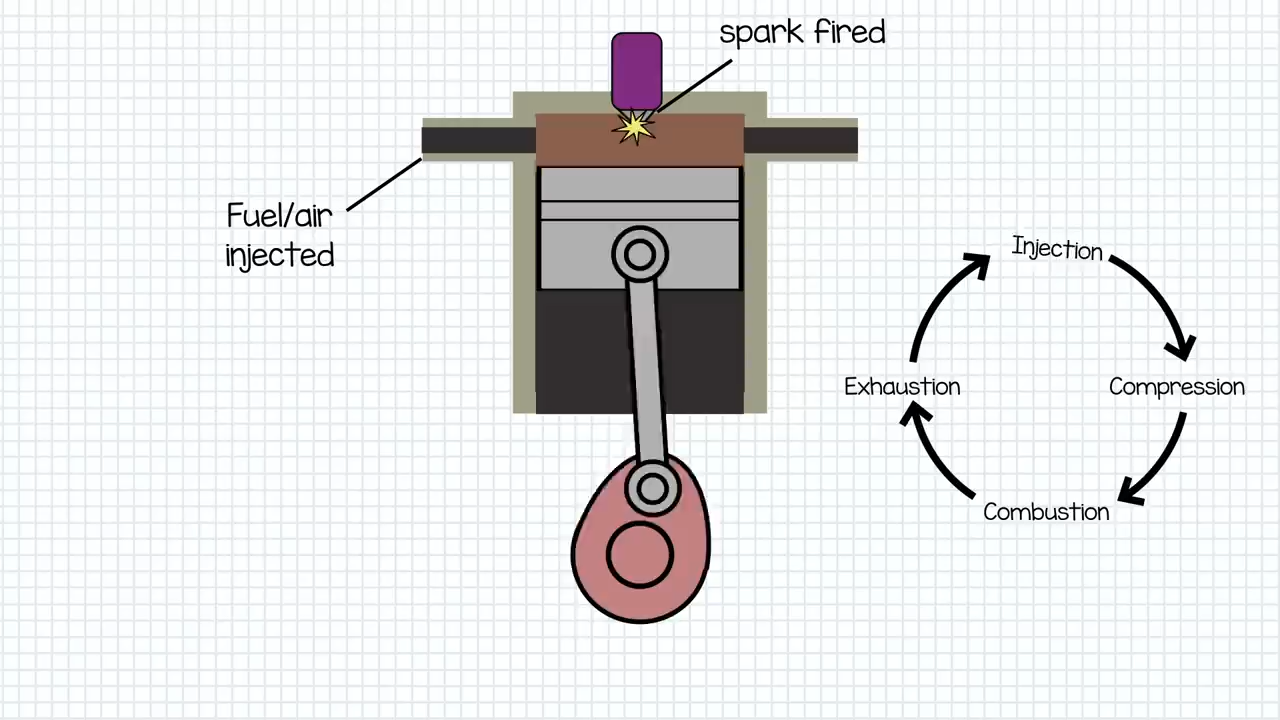 spark fired
Fuel/air
injected
Injection
Exhaustion
Compression
Combustion